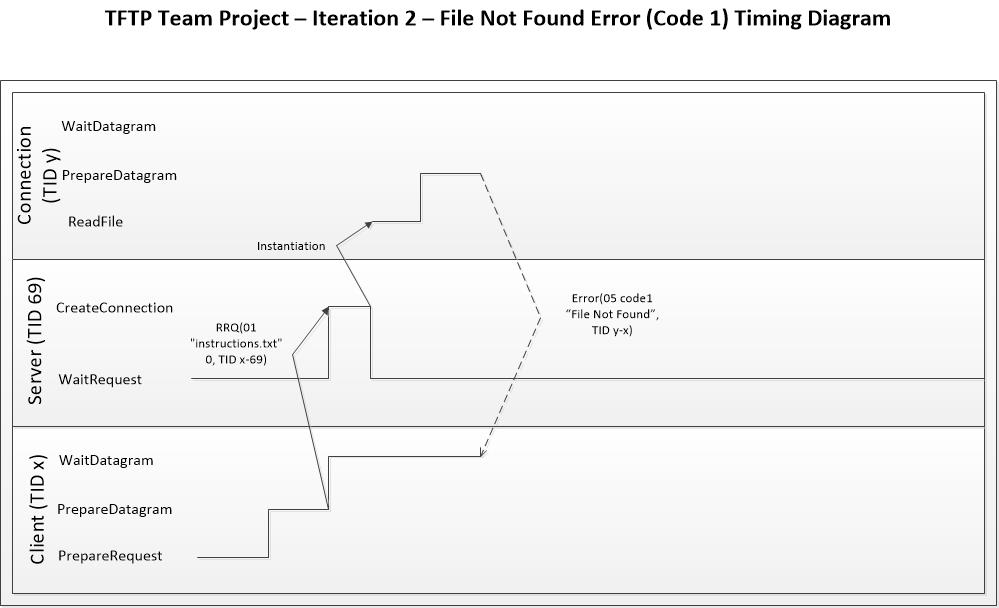 TFTP Team Project – Iteration 2 – File Not Found Error (Code 1) Timing Diagram
Connection
(TID y)
WaitDatagram
PrepareDatagram
ReadFile
Instantiation
Server (TID 69)
CreateConnection
RRQ(01
"instructions.txt"
0, TID x-69)
WaitRequest
Error(05 code1
“File Not Found”,
TID y-x)
Client (TID x)
WaitDatagram
PrepareDatagram
PrepareRequest